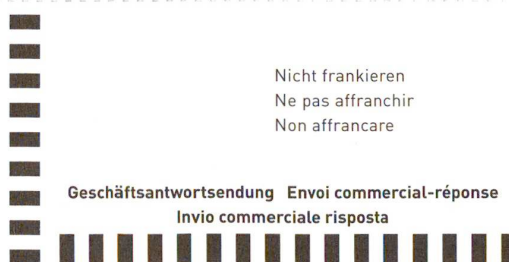 Nicht frankieren
Ne pas affranchir
Non affrancare
Geschäftsantwortsendung Envoi commercial-réponse
Invio commerciale risposta